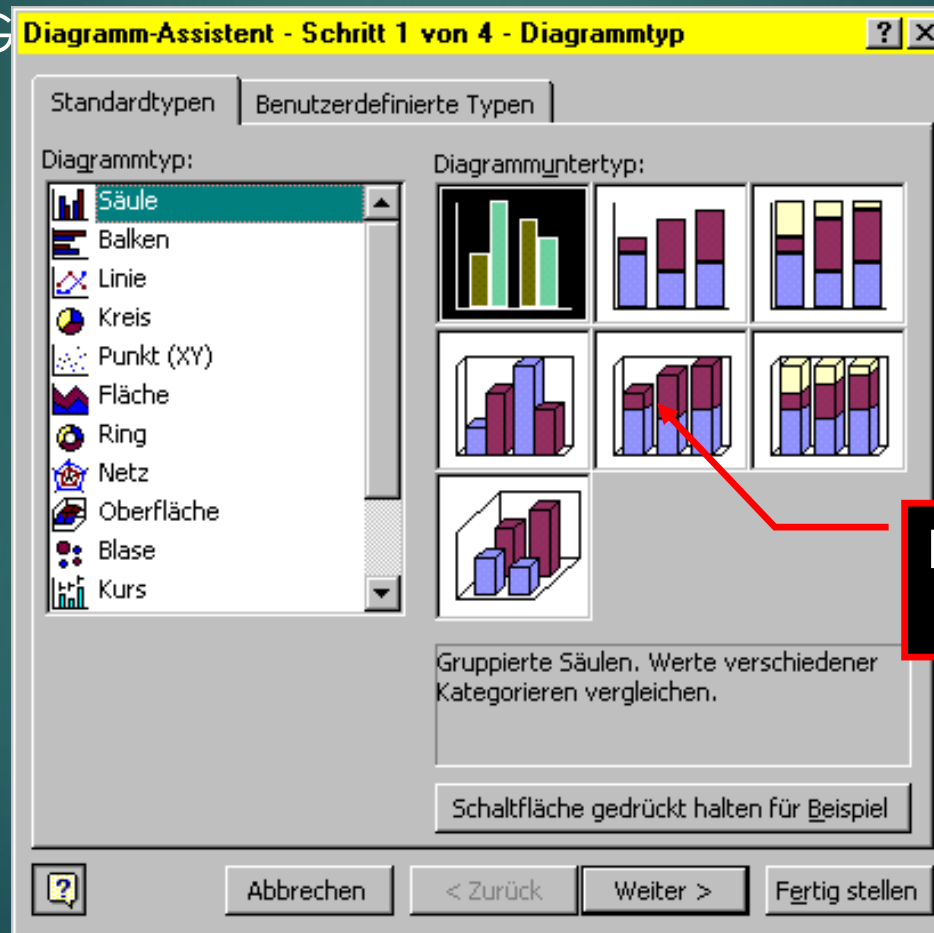 G
Diagramm-Assistent - Schritt 1 von 4 - Diagrammtyp
Standardtypen
Benutzerdefinierte Typen
Diagrammtyp:
Säule
Balken
Linie
Kreis
Punkt (XY)
Fläche
Ring
Netz
Oberfläche
Blase
Kurs
Diagrammuntertyp:
Gruppierte Säulen. Werte verschiedener
Kategorieren vergleichen.
Schaltfläche gedrückt halten für Beispiel
Abbrechen
< Zurück
Weiter >
Fertig stellen